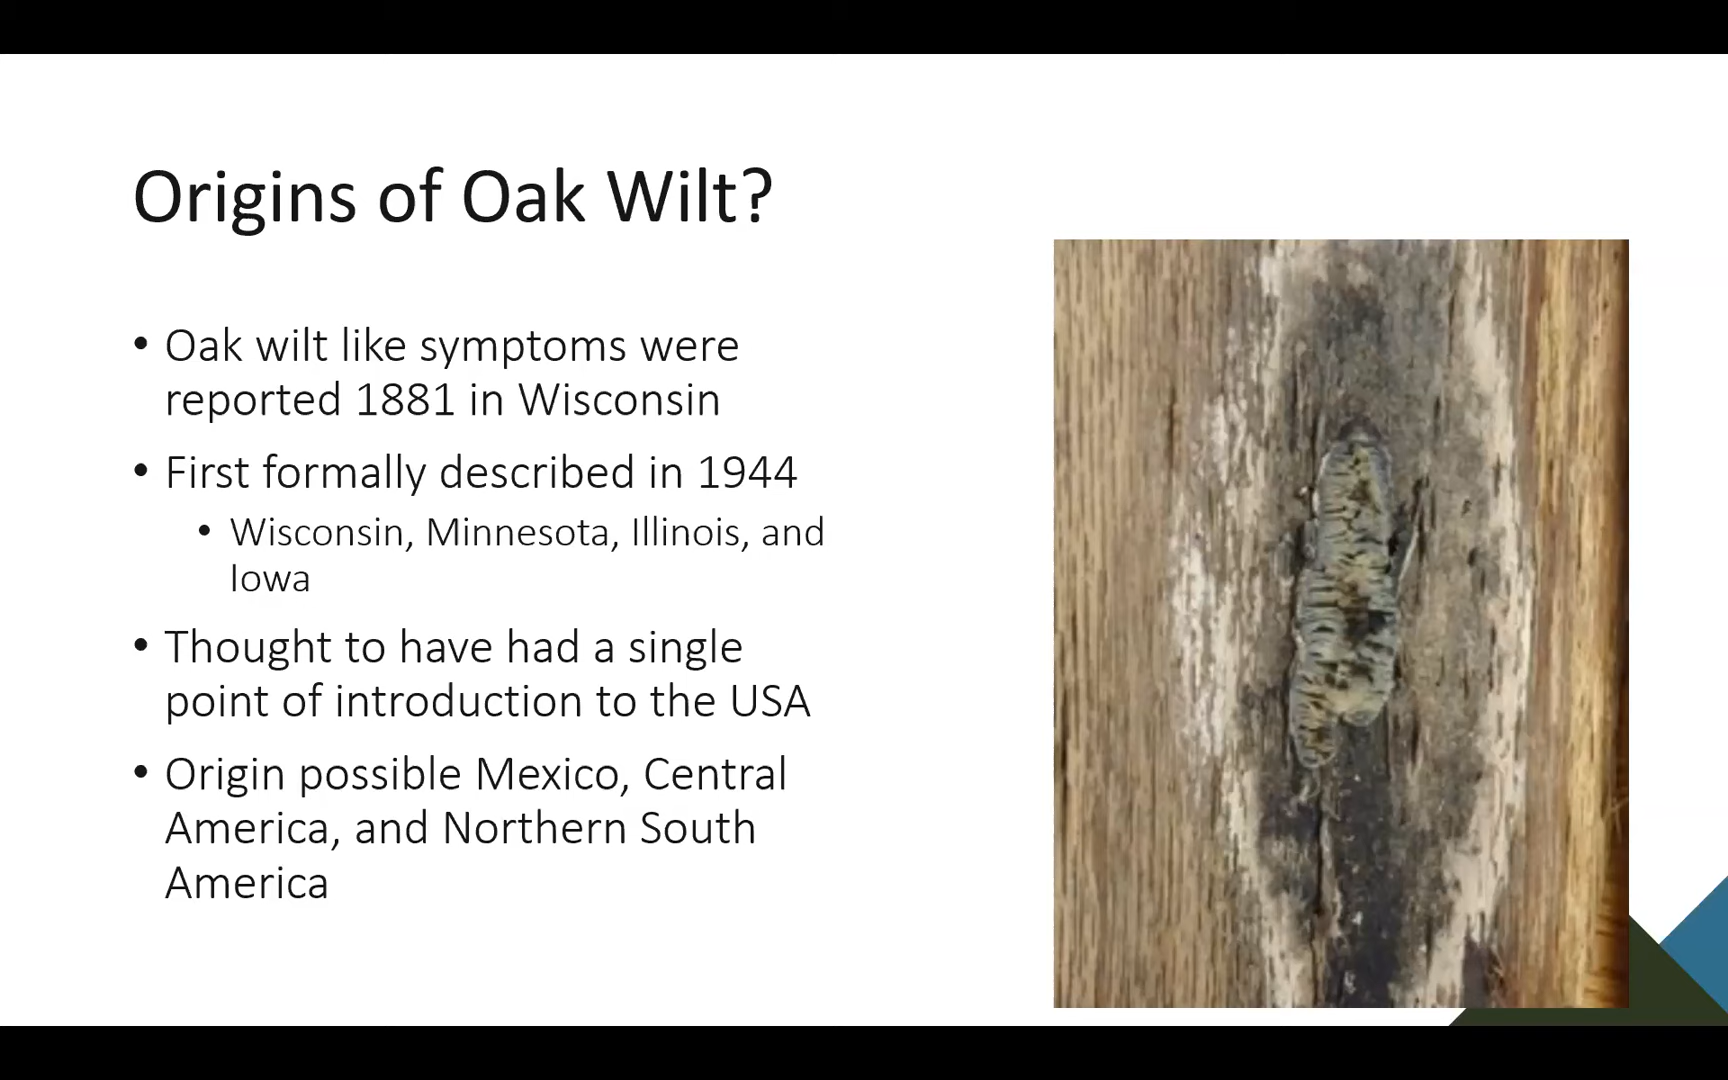 Origins of Oak Wilt?
• Oak wilt like symptoms were
reported 1881 in Wisconsin
• First formally described in 1944
• Wisconsin, Minnesota, Illinois, and
Iowa
• Thought to have had a single
point of introduction to the USA
• Origin possible Mexico, Central
America, and Northern South
America